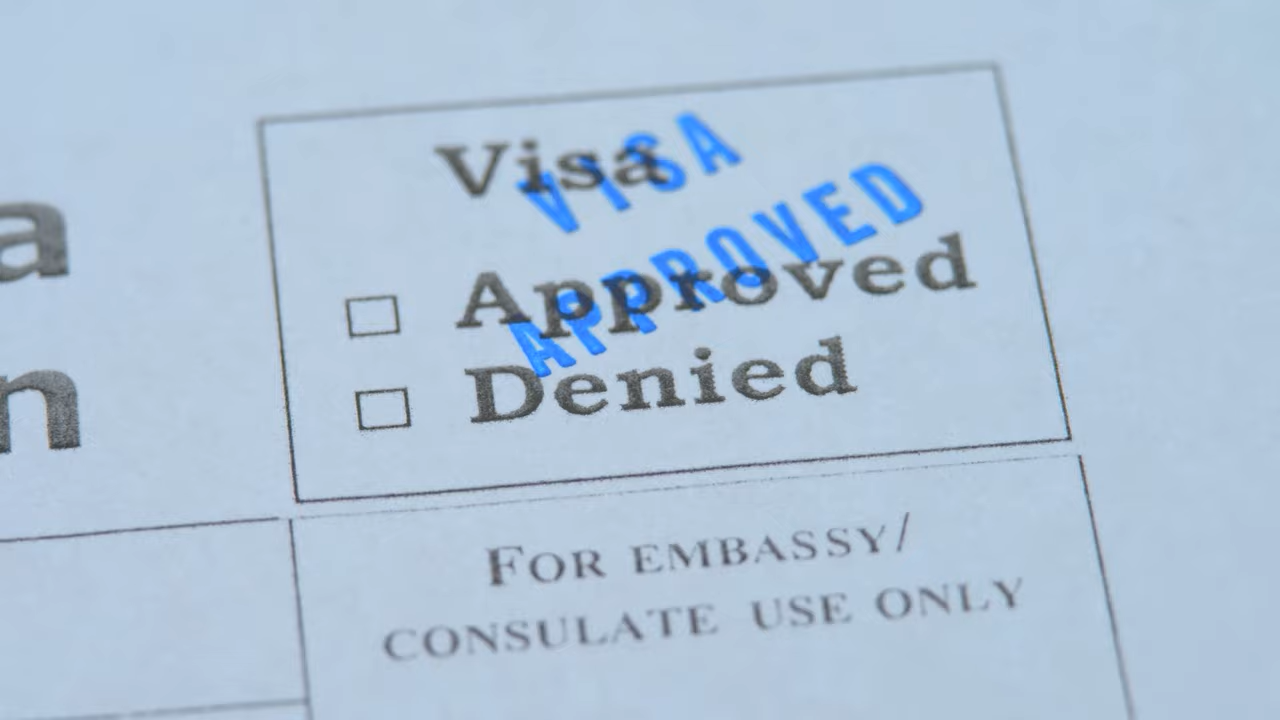 a
n
Visa
VISA
APPROVED
☐ Approved
☐ Denied
FOR EMBASSY/
CONSULATE USE ONLY